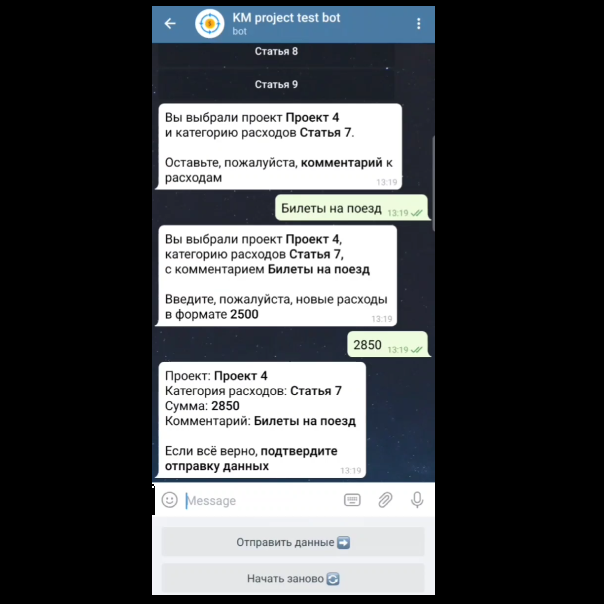 KM project test bot
bot
Статья 8
Статья 9
Вы выбрали проект Проект 4
и категорию расходов Статья 7.
Оставьте, пожалуйста, комментарий к
расходам
13:19
Билеты на поезд
13:19
Вы выбрали проект Проект 4,
категорию расходов Статья 7,
с комментарием Билеты на поезд
Введите, пожалуйста, новые расходы
в формате 2500
13:19
2850
13:19
Проект: Проект 4
Категория расходов: Статья 7
Сумма: 2850
Комментарий: Билеты на поезд
Если всё верно, подтвердите
отправку данных
13:19
Message
Отправить данные
Начать заново